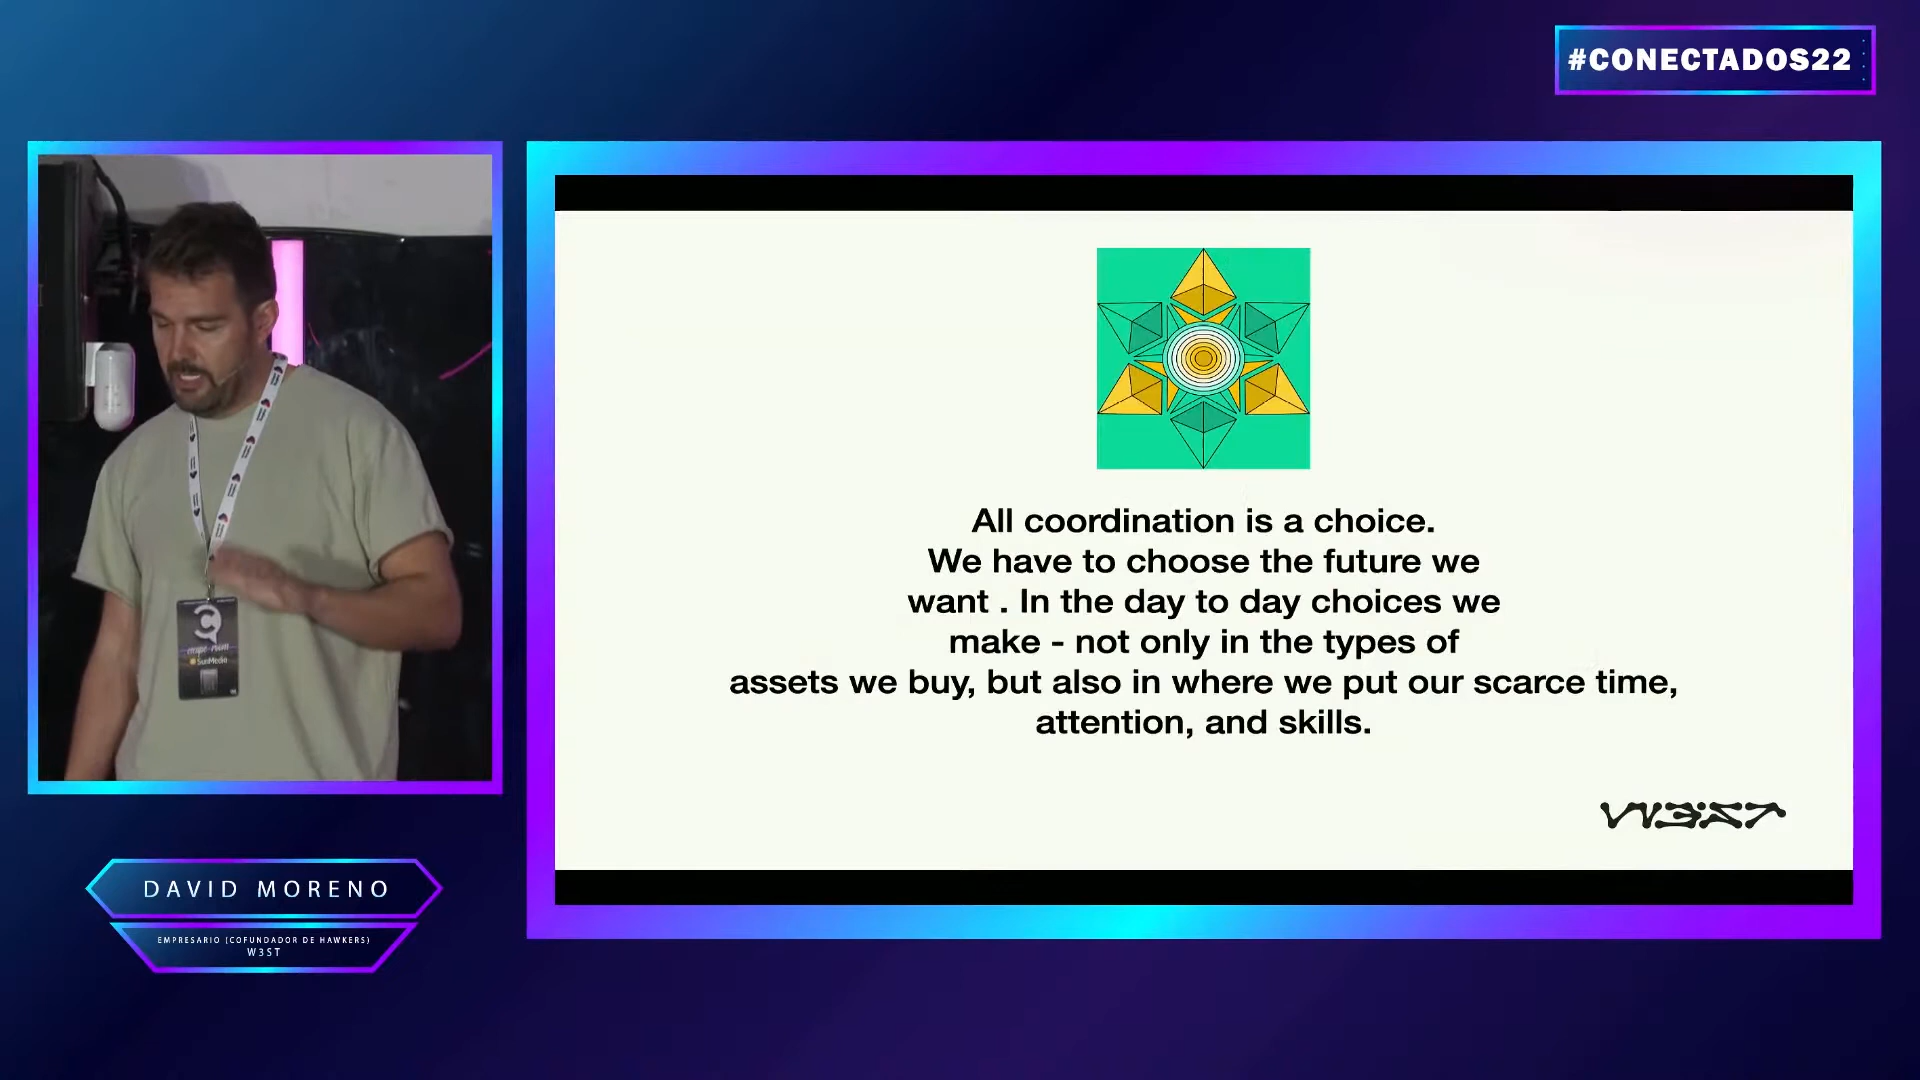 #CONECTADOS22
All coordination is a choice.
We have to choose the future we
want . In the day to day choices we
make - not only in the types of
assets we buy, but also in where we put our scarce time,
attention, and skills.
W3ST
SunMedia
DAVID MORENO
EMPRESARIO (COFUNDADOR DE HAWKERS)
W3ST